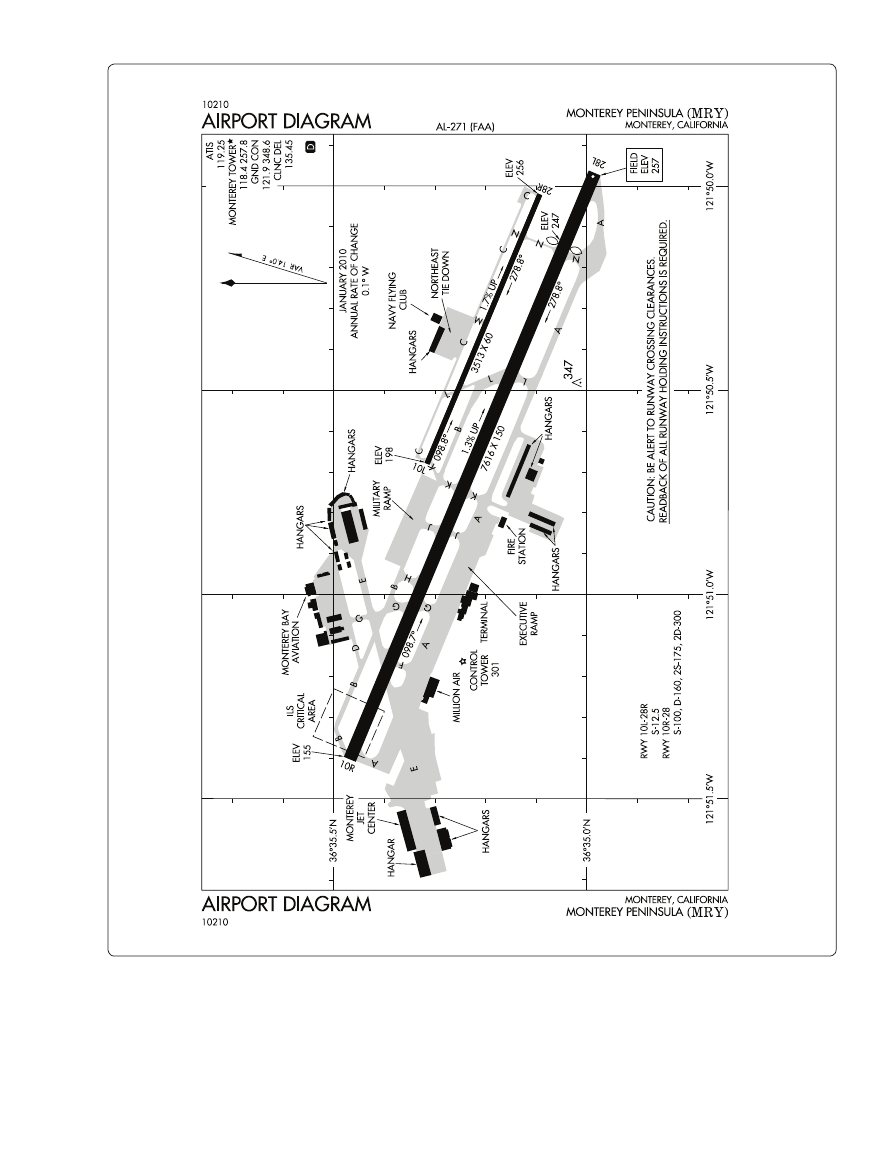 10210
AIRPORT DIAGRAM
AL-271 (FAA)
MONTEREY PENINSULA (MRY)
MONTEREY, CALIFORNIA
ATIS
119.25
MONTEREY TOWER★
118.4 257.8
GND CON
121.9 348.6
CLNC DEL
135.45
D
VAR 14.0° E
JANUARY 2010
ANNUAL RATE OF CHANGE
0.1° W
ELEV
256
28R
28L
FIELD
ELEV
257
121°50.0'W
C
C
C
C
C
N
N
N
ELEV
247
A
A
A
A
A
A
278.8°
278.8°
1.7% UP
M
3513 X 60
NAVY FLYING
CLUB
NORTHEAST
TIE DOWN
HANGARS
347
121°50.5'W
L
L
L
B
098.8°
10L
K
K
K
ELEV
198
1.3% UP
7616 X 150
HANGARS
HANGARS
HANGARS
MILITARY
RAMP
J
J
FIRE
STATION
HANGARS
CAUTION: BE ALERT TO RUNWAY CROSSING CLEARANCES.
READBACK OF ALL RUNWAY HOLDING INSTRUCTIONS IS REQUIRED.
121°51.0'W
E
H
B
G
G
G
D
F
B
B
098.7°
MONTEREY BAY
AVIATION
EXECUTIVE
RAMP
TERMINAL
CONTROL
TOWER
301
MILLION AIR
ILS
CRITICAL
AREA
ELEV
155
10R
E
RWY 10L-28R
S-12.5
RWY 10R-28
S-100, D-160, 2S-175, 2D-300
121°51.5'W
36°35.5'N
MONTEREY
JET
CENTER
HANGAR
HANGARS
36°35.0'N
AIRPORT DIAGRAM
10210
MONTEREY, CALIFORNIA
MONTEREY PENINSULA (MRY)